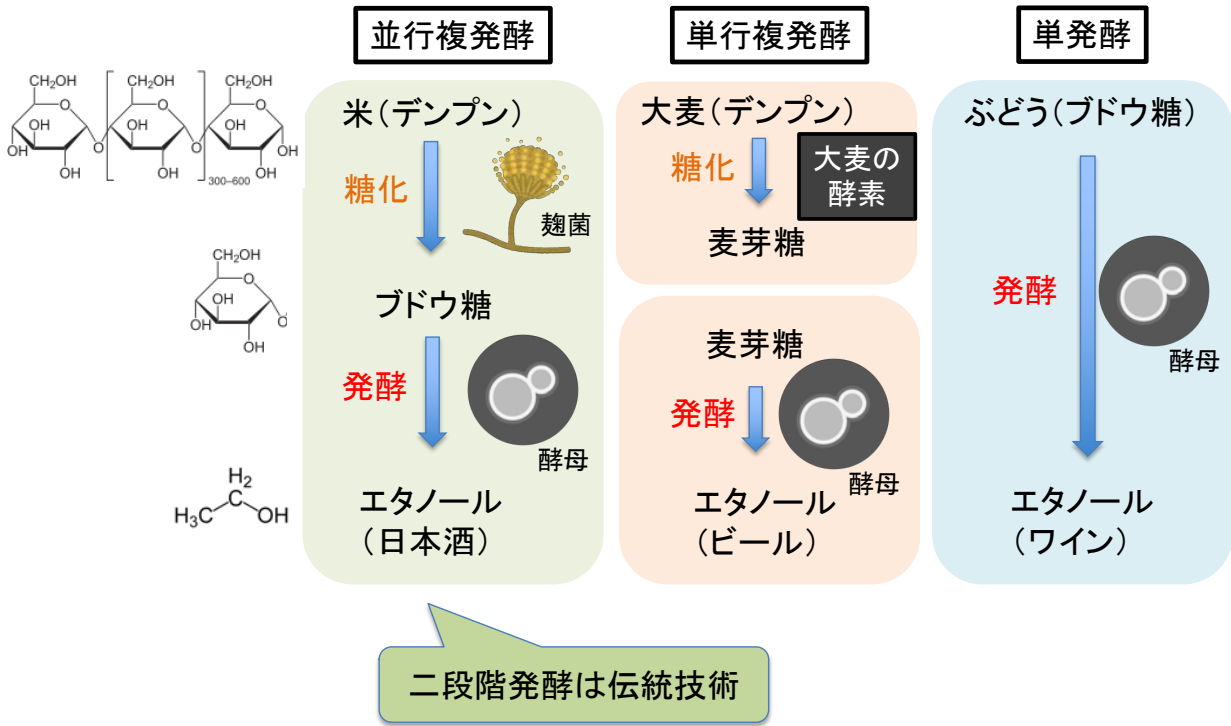 並行複発酵
単行複発酵
単発酵
CH₂OH
CH₂OH
CH₂OH
O
O
O
OH
OH
OH
OH
O
O
OH
OH
OH
OH
300–600
米(デンプン)
糖化
麹菌
ブドウ糖
発酵
酵母
エタノール
(日本酒)
大麦(デンプン)
糖化
大麦の
酵素
麦芽糖
麦芽糖
発酵
酵母
エタノール
(ビール)
ぶどう(ブドウ糖)
発酵
酵母
エタノール
(ワイン)
CH₂OH
O
OH
OH
O
OH
H₂
C
H₃C
OH
二段階発酵は伝統技術